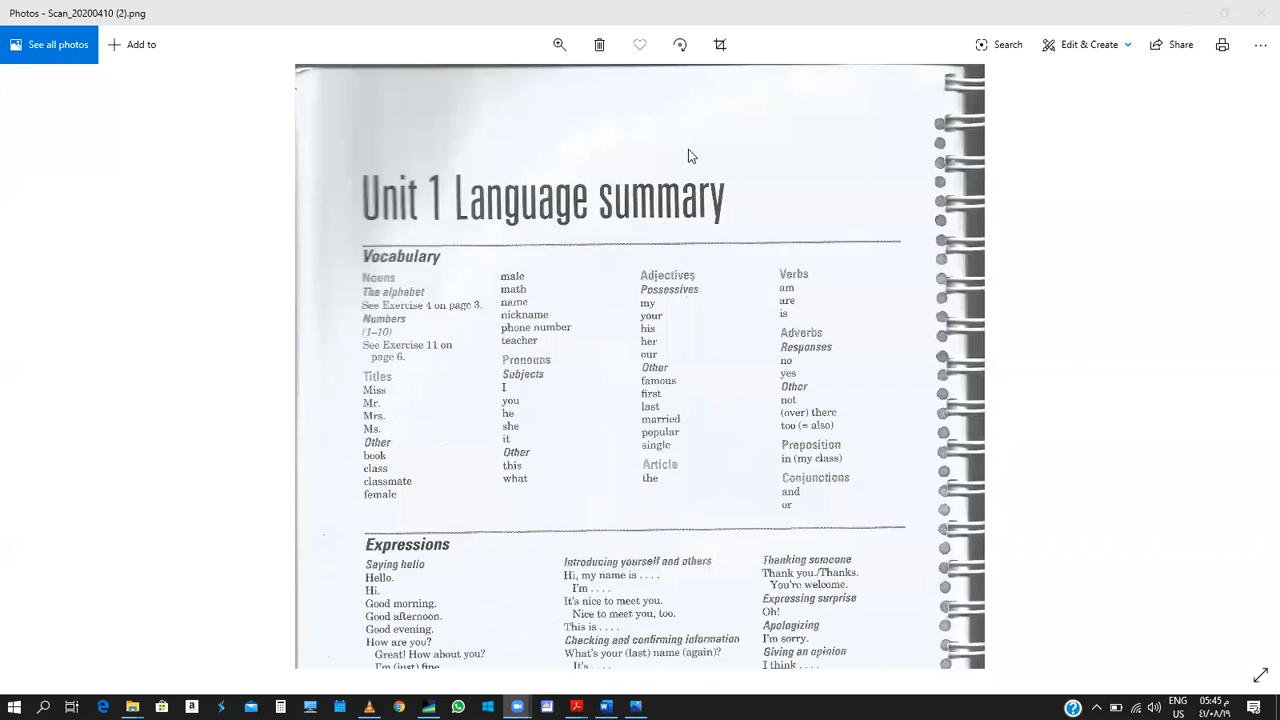 Photos - Scan_20200410 (2).png
See all photos
Add to
Search
Edit & Create
Share
Unit 1 Language summary
Vocabulary
Nouns
The alphabet
See Exercise 4 on page 3.
Numbers
(1–10)
See Exercise 11 on
page 6.
Titles
Miss
Mr.
Mrs.
Ms.
Other
book
class
classmate
female
male
math
name
nickname
phone number
teacher
Pronouns
Subjects
I
you
he
she
it
Other
this
what
Adjectives
Possessives
my
your
his
her
our
Other
famous
first
last
married
popular
single
Article
the
Verbs
am
are
is
Adverbs
Responses
no
yes
Other
not
(over) there
too (= also)
Preposition
in (my class)
Conjunctions
and
or
Expressions
Saying hello
Hello.
Hi.
Good morning.
Good afternoon.
Good evening.
How are you?
Great! How about you?
I'm (just) fine
Introducing yourself and others
Hi, my name is . . . .
I'm . . . .
It's nice to meet you.
Nice to meet you, too.
This is . . . .
Checking and confirming information
What's your (last) name (again)?
It's . . . .
Thanking someone
Thank you./Thanks.
You're welcome.
Expressing surprise
Oh!
Apologizing
I'm sorry.
Giving an opinion
I think . . . .
ENG
US
05:45 م